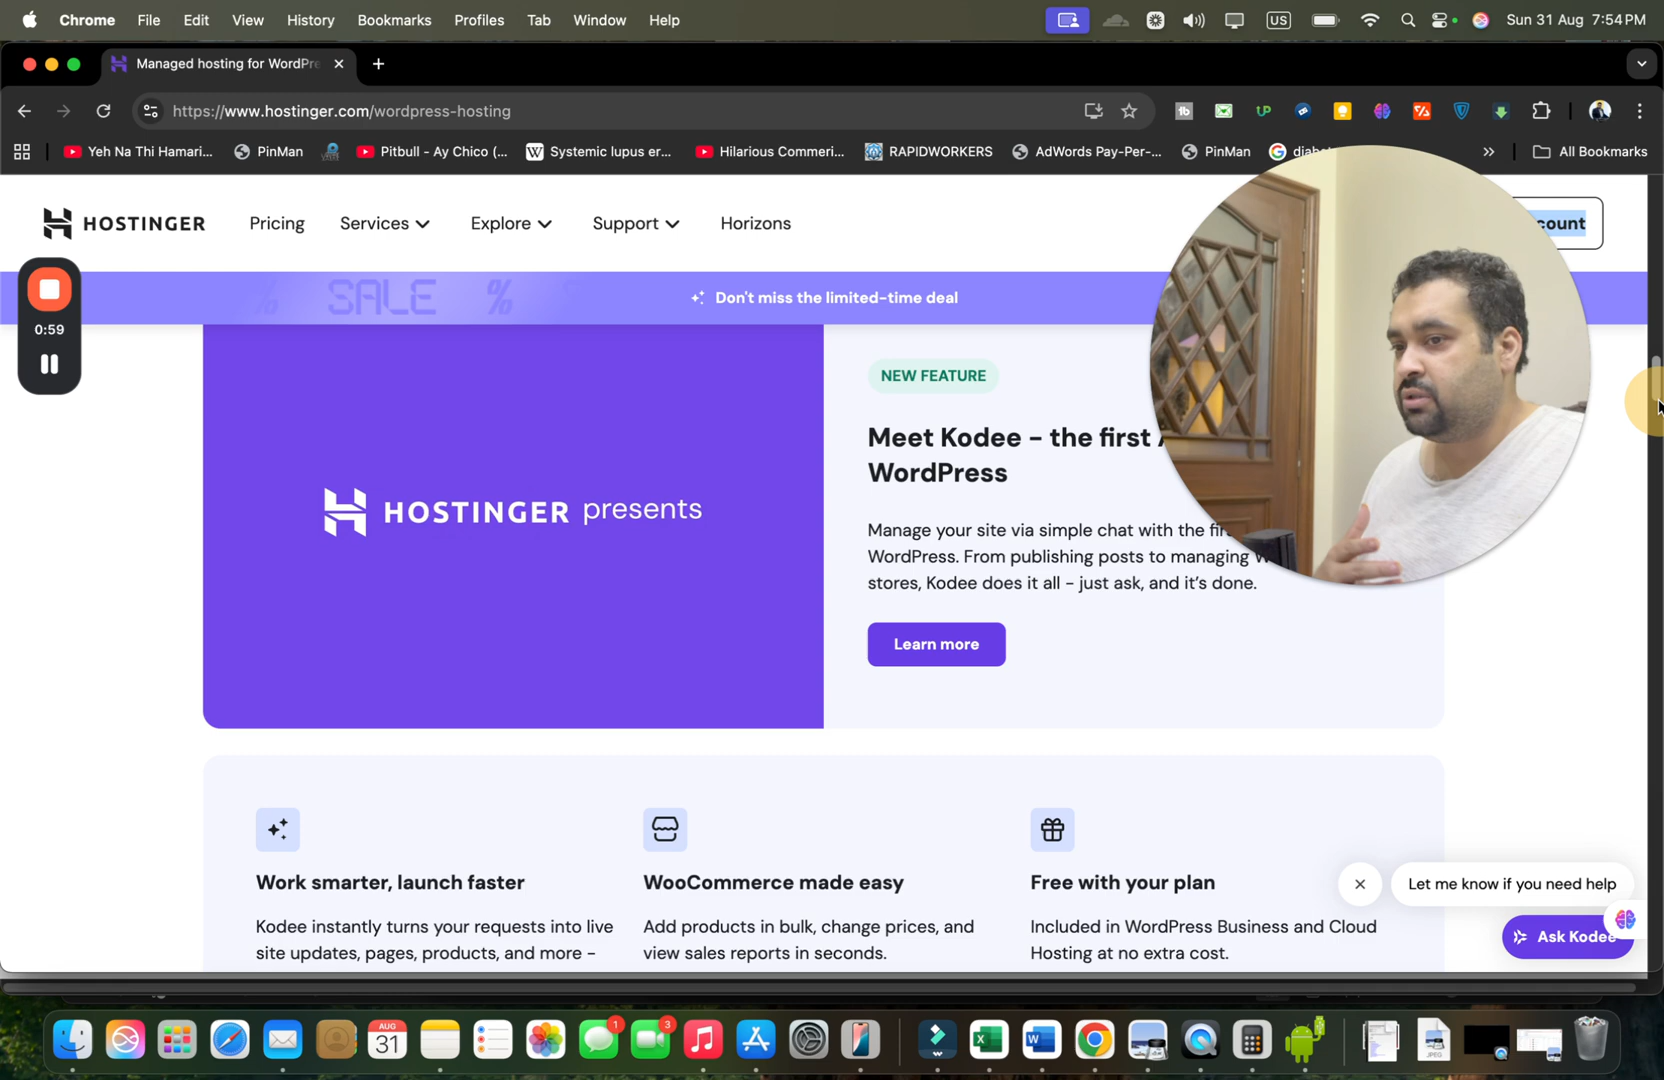 Chrome File Edit View History Bookmarks Profiles Tab Window Help US Sun 31 Aug 7:54 PM
Managed hosting for WordPre
https://www.hostinger.com/wordpress-hosting
Yeh Na Thi Hamari... PinMan Pitbull - Ay Chico (... Systemic lupus er... Hilarious Commeri... RAPIDWORKERS AdWords Pay-Per-... PinMan diab All Bookmarks
HOSTINGER Pricing Services Explore Support Horizons count
SALE % Don't miss the limited-time deal
0:59
NEW FEATURE
Meet Kodee – the first
WordPress
HOSTINGER presents
Manage your site via simple chat with the
WordPress. From publishing posts to managing
stores, Kodee does it all – just ask, and it's done.
Learn more
Work smarter, launch faster
Kodee instantly turns your requests into live
site updates, pages, products, and more –
WooCommerce made easy
Add products in bulk, change prices, and
view sales reports in seconds.
Free with your plan
Included in WordPress Business and Cloud
Hosting at no extra cost.
Let me know if you need help
Ask Kodee
AUG
31
1
3
JPEG